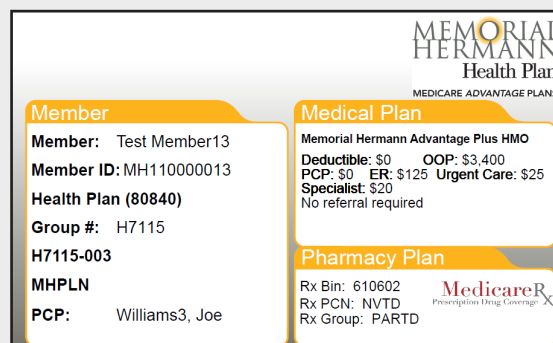 MEMORIAL
HERMANN
Health Plan
MEDICARE ADVANTAGE PLANS
Member
Member: Test Member13
Member ID: MH110000013
Health Plan (80840)
Group #: H7115
H7115-003
MHPLN
PCP: Williams3, Joe
Medical Plan
Memorial Hermann Advantage Plus HMO
Deductible: $0 OOP: $3,400
PCP: $0 ER: $125 Urgent Care: $25
Specialist: $20
No referral required
Pharmacy Plan
Rx Bin: 610602
Rx PCN: NVTD
Rx Group: PARTD
MedicareRx
Prescription Drug Coverage